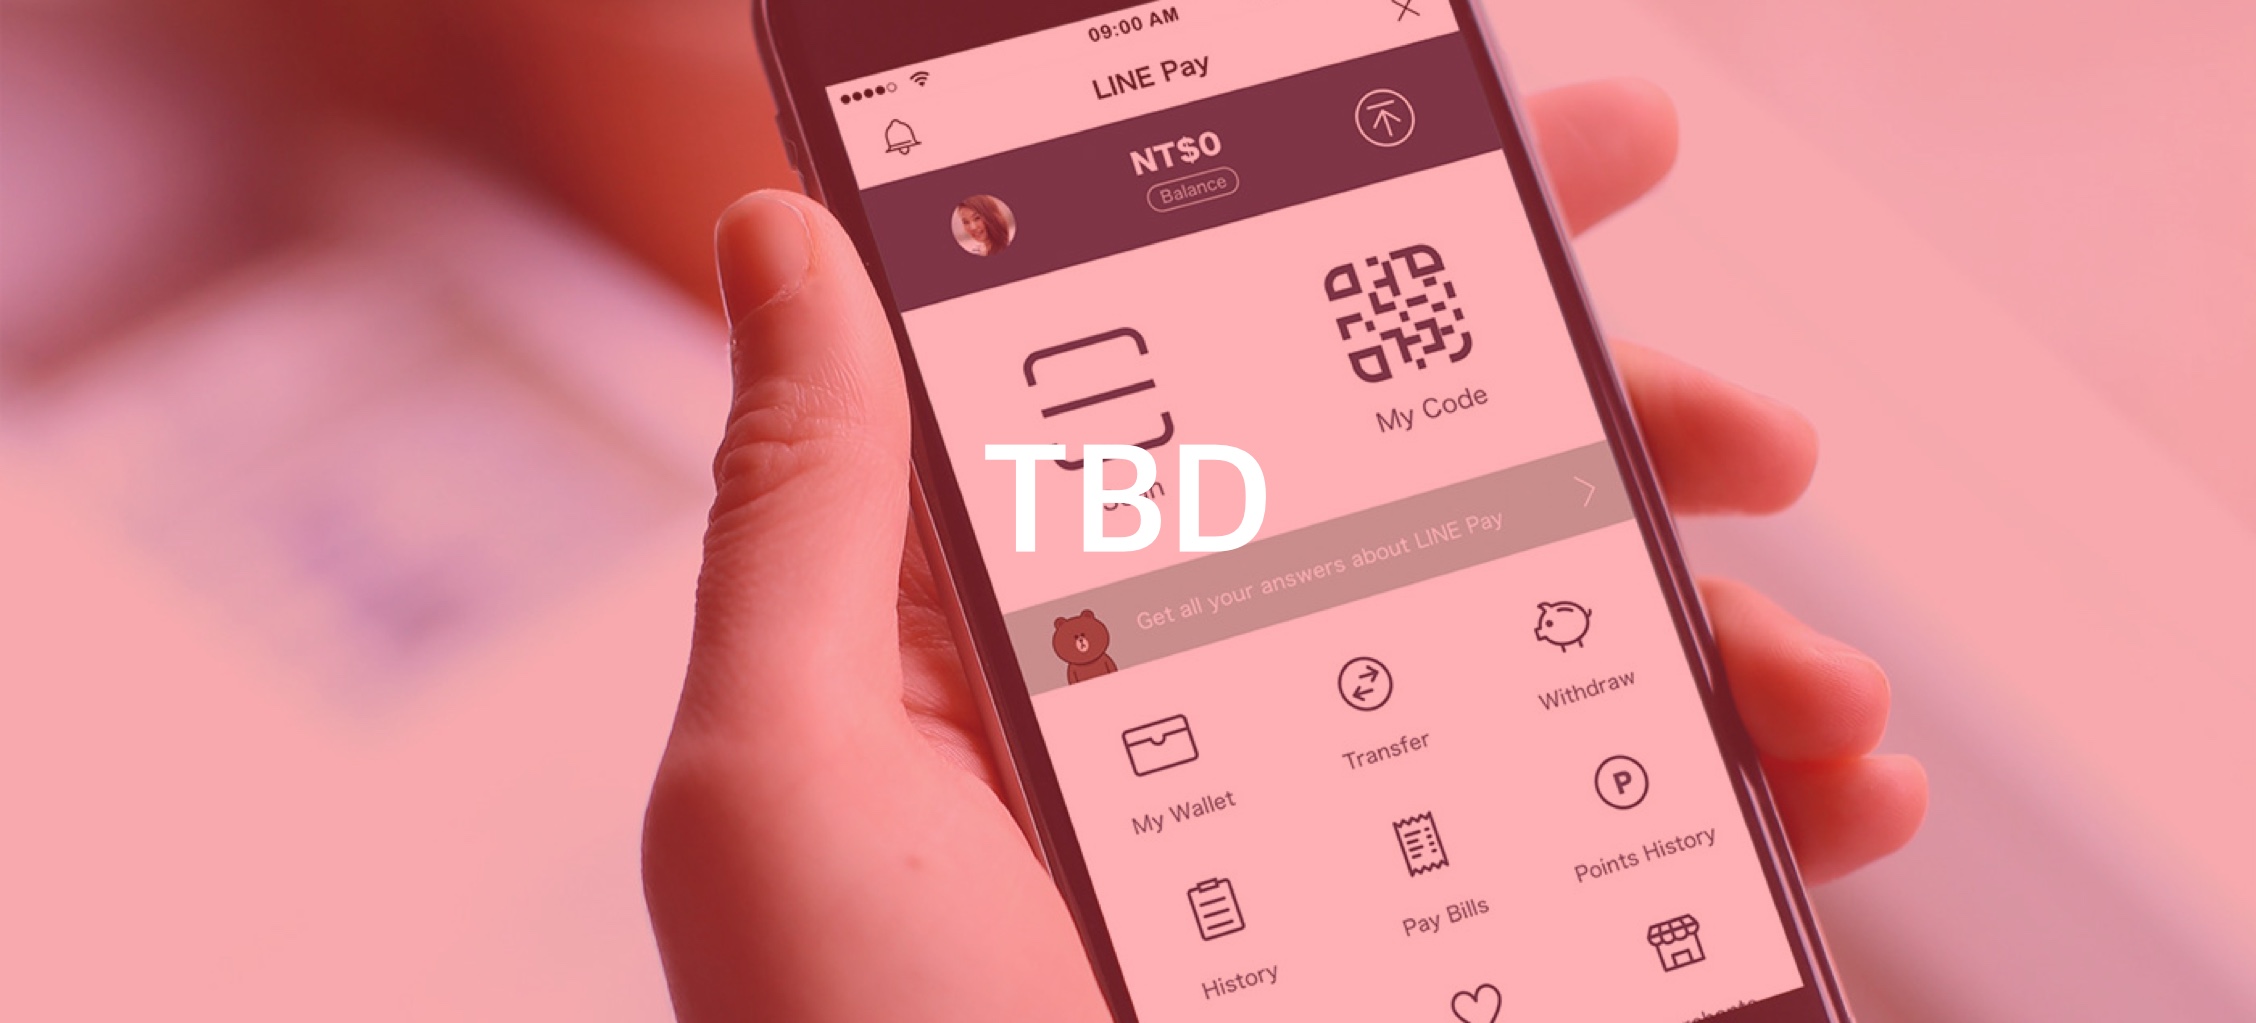 09:00 AM
LINE Pay
NT$0
Balance
My Code
TBD
Get all your answers about LINE Pay
Withdraw
Transfer
My Wallet
P
Points History
Pay Bills
History